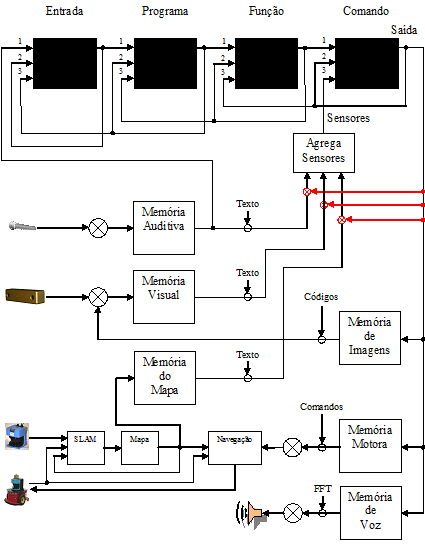 Entrada
Programa
Função
Comando
Saída
1
2
3
1
2
3
1
2
3
1
2
3
Sensores
Agrega
Sensores
Memória
Auditiva
Texto
Memória
Visual
Texto
Códigos
Memória
de
Imagens
Memória
do
Mapa
Texto
Comandos
SLAM
Mapa
Navegação
Memória
Motora
FFT
Memória
de
Voz